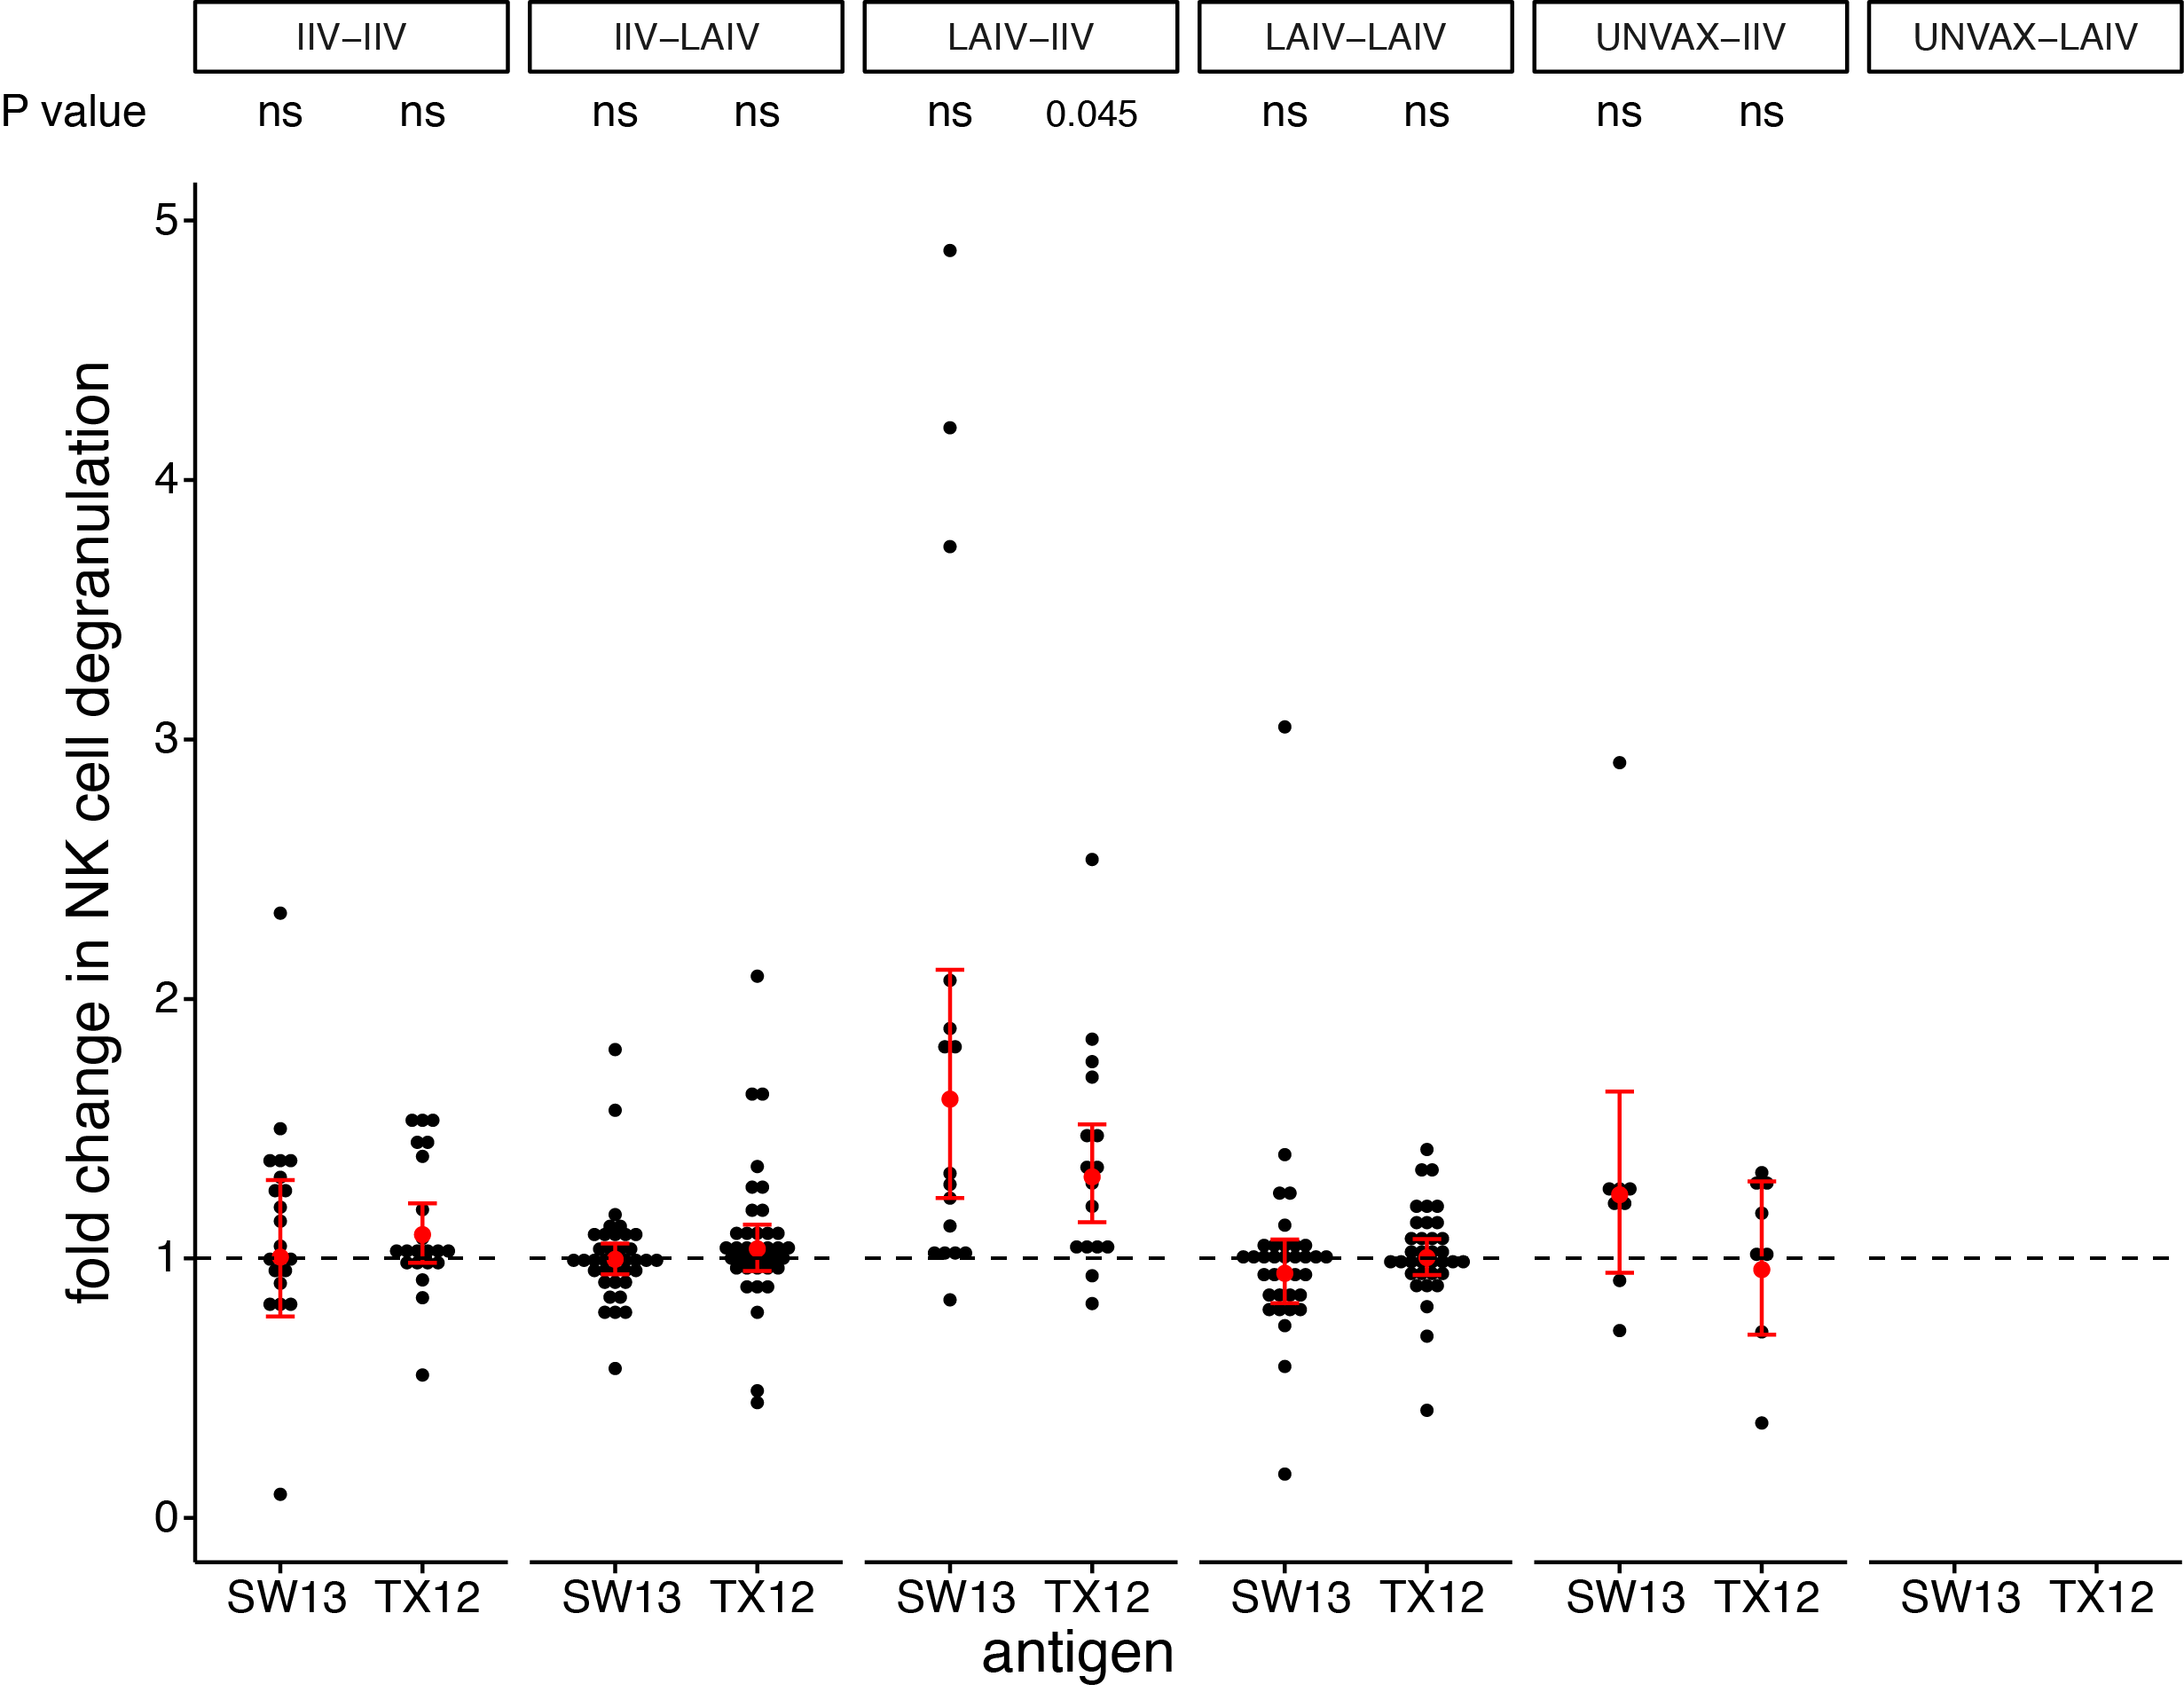 IIV–IIV IIV–LAIV LAIV–IIV LAIV–LAIV UNVAX–IIV UNVAX–LAIV
P value ns ns ns ns ns 0.045 ns ns ns ns
fold change in NK cell degranulation
5
4
3
2
1
0
SW13 TX12 SW13 TX12 SW13 TX12 SW13 TX12 SW13 TX12 SW13 TX12
antigen